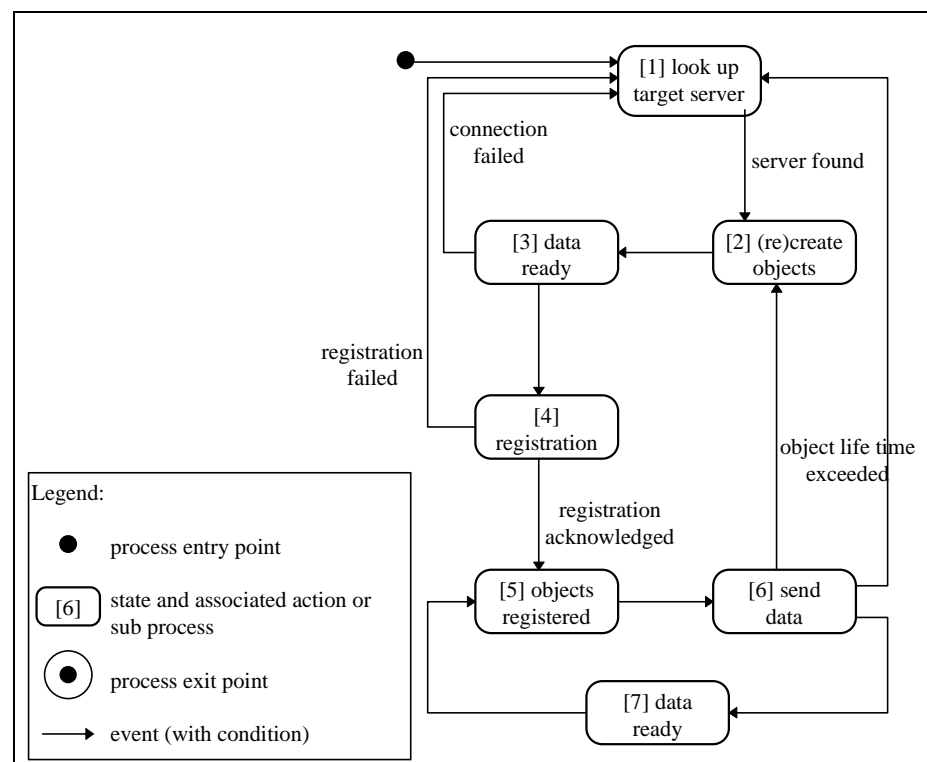 [1] look up
target server
connection
failed
server found
[3] data
ready
[2] (re)create
objects
registration
failed
[4]
registration
object life time
exceeded
registration
acknowledged
[5] objects
registered
[6] send
data
[7] data
ready
Legend:
process entry point
[6]
state and associated action or
sub process
process exit point
event (with condition)